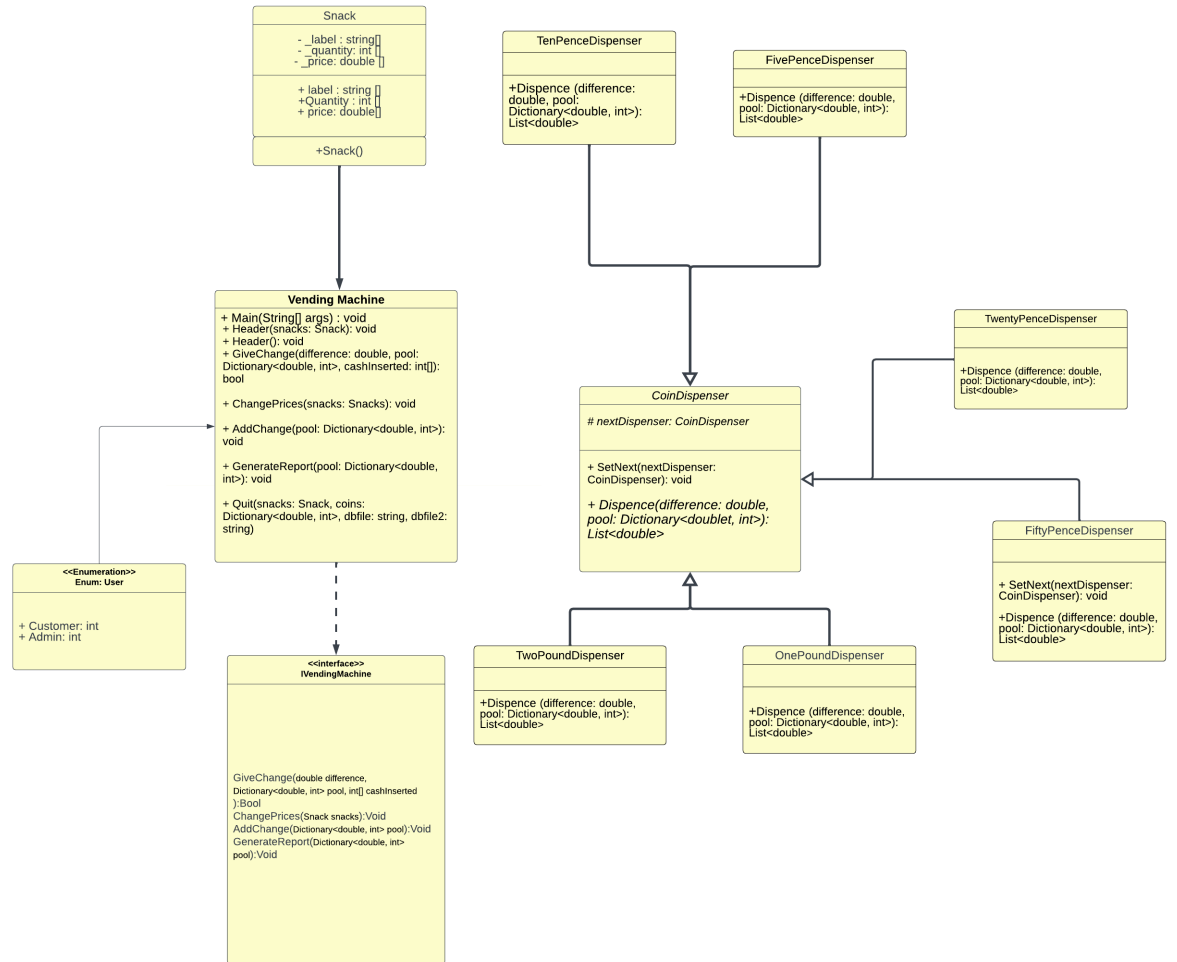 Snack
- _label : string[]
- _quantity: int []
- _price: double []
+ label : string []
+Quantity : int []
+ price: double[]
+Snack()
TenPenceDispenser
+Dispence (difference:
double, pool:
Dictionary<double, int>):
List<double>
FivePenceDispenser
+Dispence (difference: double,
pool: Dictionary<double, int>):
List<double>
Vending Machine
+ Main(String[] args) : void
+ Header(snacks: Snack): void
+ Header(): void
+ GiveChange(difference: double, pool:
Dictionary<double, int>, cashInserted: int[]):
bool
+ ChangePrices(snacks: Snacks): void
+ AddChange(pool: Dictionary<double, int>):
void
+ GenerateReport(pool: Dictionary<double,
int>): void
+ Quit(snacks: Snack, coins:
Dictionary<double, int>, dbfile: string, dbfile2:
string)
TwentyPenceDispenser
+Dispence (difference: double,
pool: Dictionary<double, int>):
List<double>
CoinDispenser
# nextDispenser: CoinDispenser
+ SetNext(nextDispenser:
CoinDispenser): void
+ Dispence(difference: double,
pool: Dictionary<doublet, int>):
List<double>
FiftyPenceDispenser
+ SetNext(nextDispenser:
CoinDispenser): void
+Dispence (difference: double,
pool: Dictionary<double, int>):
List<double>
<<Enumeration>>
Enum: User
+ Customer: int
+ Admin: int
<<interface>>
IVendingMachine
GiveChange(double difference,
Dictionary<double, int> pool, int[] cashInserted
):Bool
ChangePrices(Snack snacks):Void
AddChange(Dictionary<double, int> pool):Void
GenerateReport(Dictionary<double, int>
pool):Void
TwoPoundDispenser
+Dispence (difference: double,
pool: Dictionary<double, int>):
List<double>
OnePoundDispenser
+Dispence (difference: double,
pool: Dictionary<double, int>):
List<double>